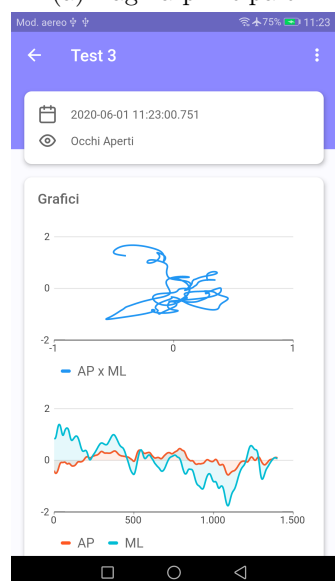 Mod. aereo 75% 11:23
Test 3
2020-06-01 11:23:00.751
Occhi Aperti
Grafici
2
0
-2
-1 0 1
AP x ML
2
0
-2
0 500 1.000 1.500
AP ML